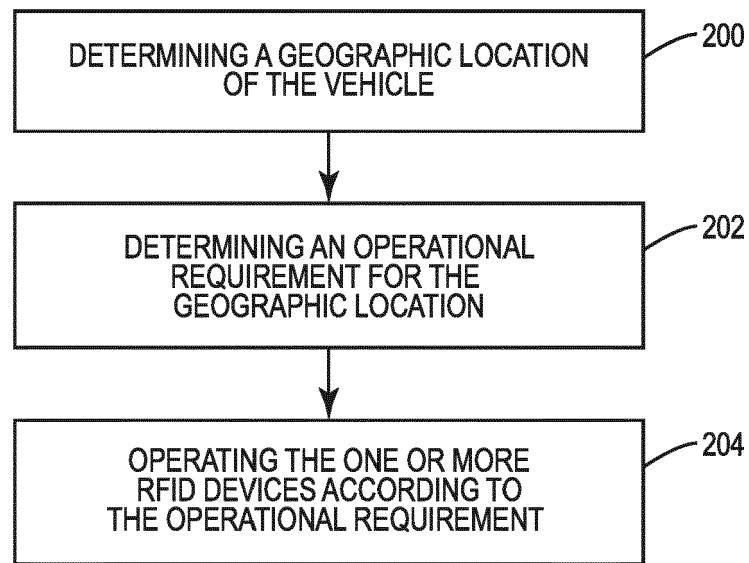 DETERMINING A GEOGRAPHIC LOCATION
OF THE VEHICLE
200
DETERMINING AN OPERATIONAL
REQUIREMENT FOR THE
GEOGRAPHIC LOCATION
202
OPERATING THE ONE OR MORE
RFID DEVICES ACCORDING TO
THE OPERATIONAL REQUIREMENT
204